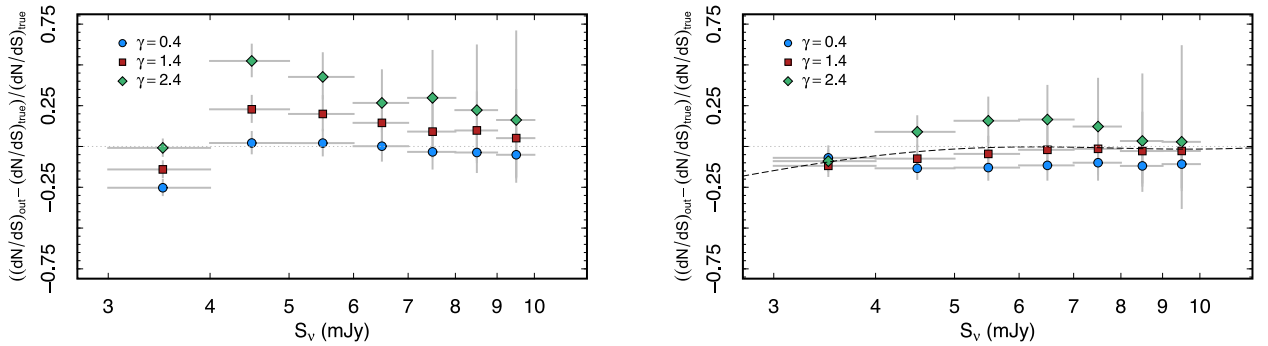 ((dN/dS)out−(dN/dS)true)/(dN/dS)true
0.75
0.25
−0.25
−0.75
γ = 0.4
γ = 1.4
γ = 2.4
3 4 5 6 7 8 9 10
Sν (mJy)
((dN/dS)out−(dN/dS)true)/(dN/dS)true
0.75
0.25
−0.25
−0.75
γ = 0.4
γ = 1.4
γ = 2.4
3 4 5 6 7 8 9 10
Sν (mJy)